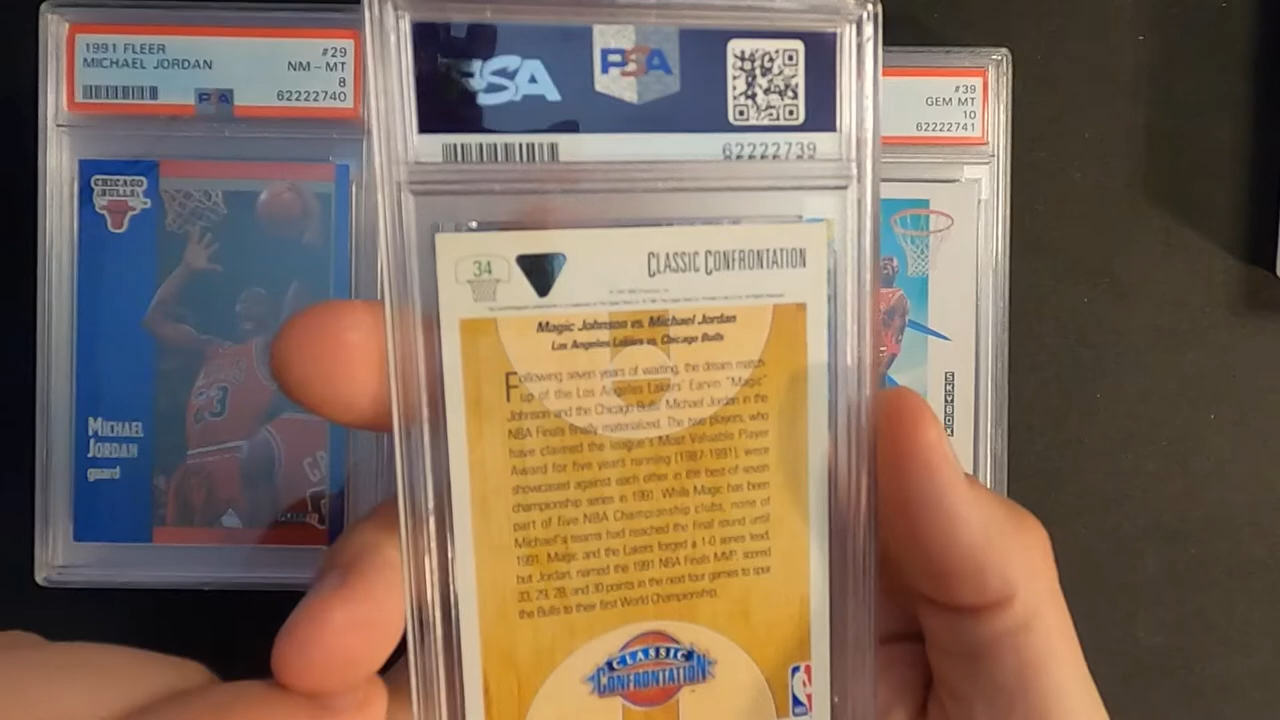 1991 FLEER #29
MICHAEL JORDAN NM - MT
8
PSA 62222740
CHICAGO
BULLS
23
MICHAEL
JORDAN
guard
PSA PSA
62222739
34 CLASSIC CONFRONTATION
Magic Johnson vs. Michael Jordan
Los Angeles Lakers vs. Chicago Bulls
Following seven years of waiting, the dream match-
up of the Los Angeles Lakers' Earvin "Magic"
Johnson and the Chicago Bulls' Michael Jordan in the
NBA Finals finally materialized. The two players, who
have claimed the league's Most Valuable Player
Award for five years running (1987-1991), were
showcased against each other in the best-of-seven
championship series in 1991. While Magic has been
part of five NBA Championship clubs, none of
Michael's teams had reached the final round until
1991. Magic and the Lakers forged a 1-0 series lead,
but Jordan, named the 1991 NBA Finals MVP, scored
33, 29, 28, and 30 points in the next four games to spur
the Bulls to their first World Championship.
CLASSIC
CONFRONTATION
NBA
#39
GEM MT
10
62222741
SKYBOX